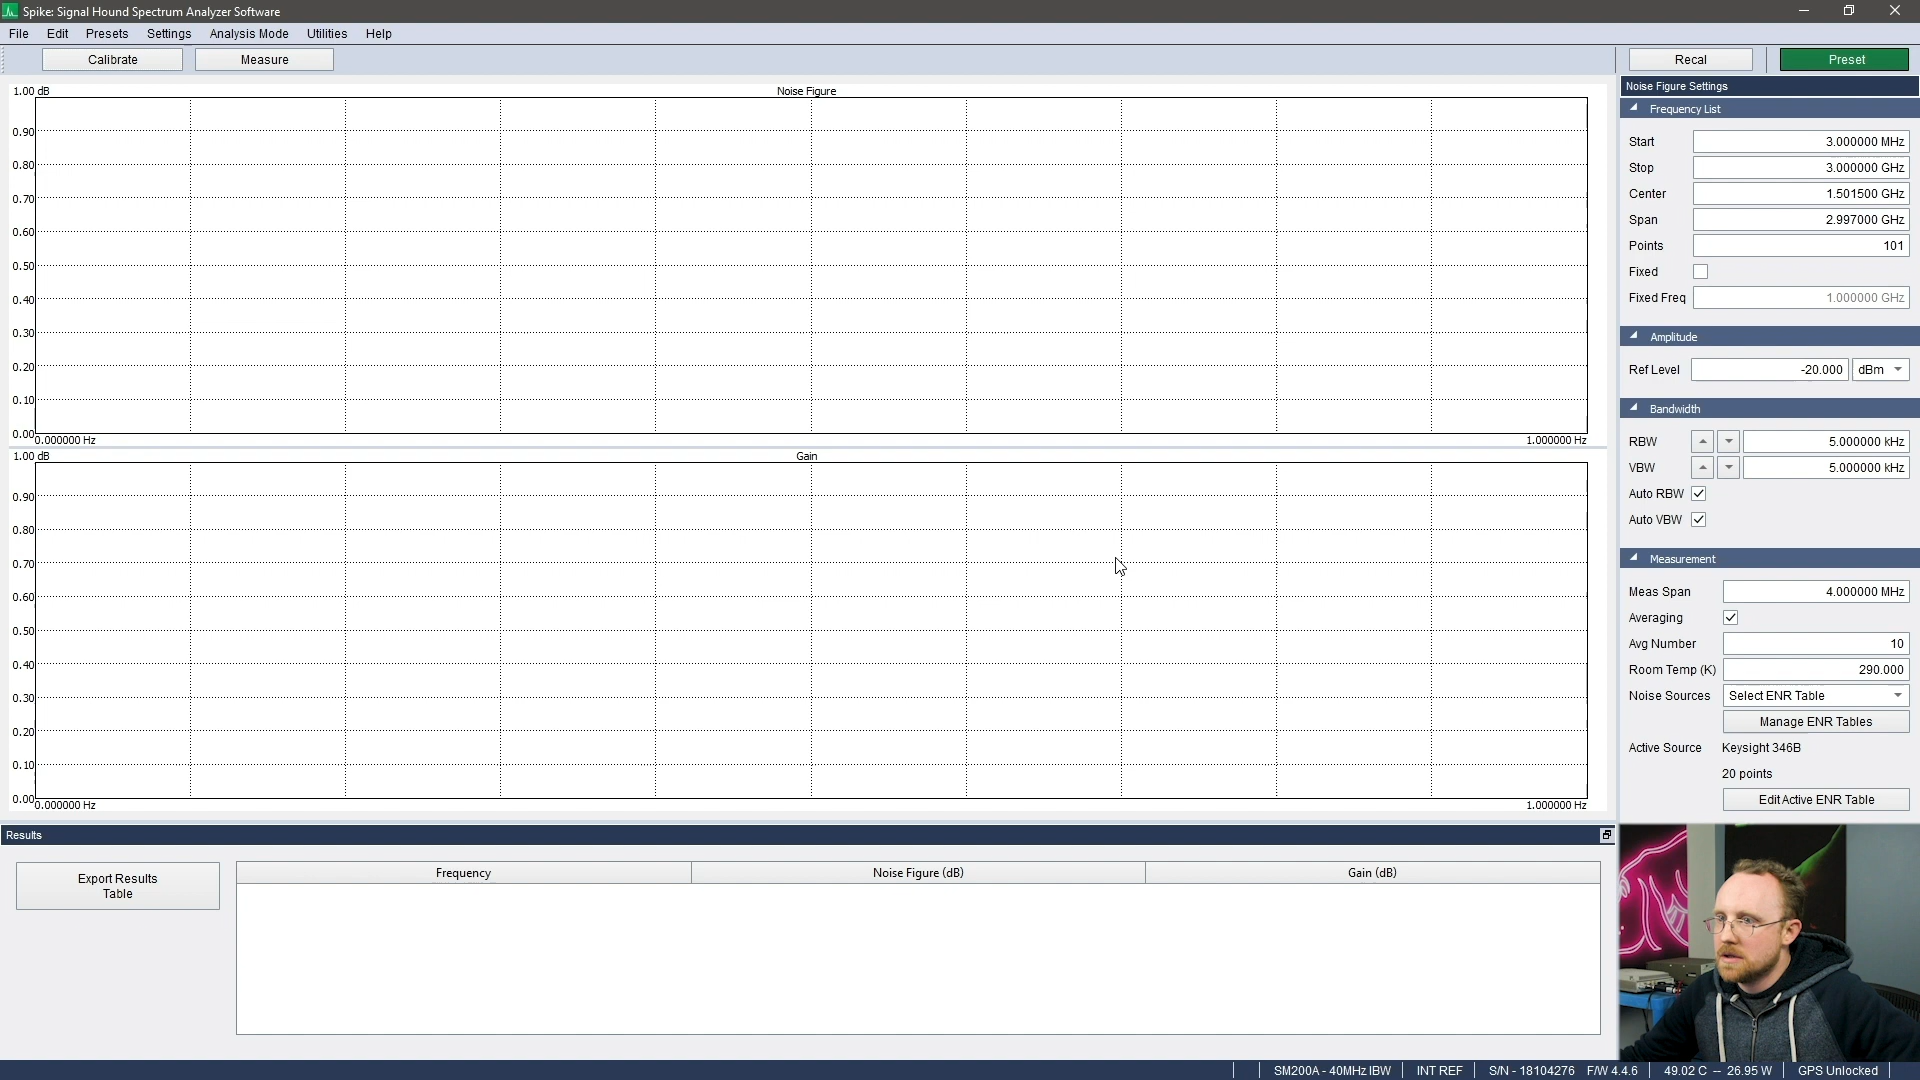 Spike: Signal Hound Spectrum Analyzer Software
File Edit Presets Settings Analysis Mode Utilities Help
Calibrate Measure Recal Preset
1.00 dB Noise Figure
0.90
0.80
0.70
0.60
0.50
0.40
0.30
0.20
0.10
0.00
0.000000 Hz 1.000000 Hz
1.00 dB Gain
0.90
0.80
0.70
0.60
0.50
0.40
0.30
0.20
0.10
0.00
0.000000 Hz 1.000000 Hz
Noise Figure Settings
Frequency List
Start 3.000000 MHz
Stop 3.000000 GHz
Center 1.501500 GHz
Span 2.997000 GHz
Points 101
Fixed
Fixed Freq 1.000000 GHz
Amplitude
Ref Level -20.000 dBm
Bandwidth
RBW 5.000000 kHz
VBW 5.000000 kHz
Auto RBW
Auto VBW
Measurement
Meas Span 4.000000 MHz
Averaging
Avg Number 10
Room Temp (K) 290.000
Noise Sources Select ENR Table
Manage ENR Tables
Active Source Keysight 346B
20 points
Edit Active ENR Table
Results
Export Results
Table
Frequency Noise Figure (dB) Gain (dB)
SM200A - 40MHz IBW INT REF S/N - 18104276 F/W 4.4.6 49.02 C -- 26.95 W GPS Unlocked